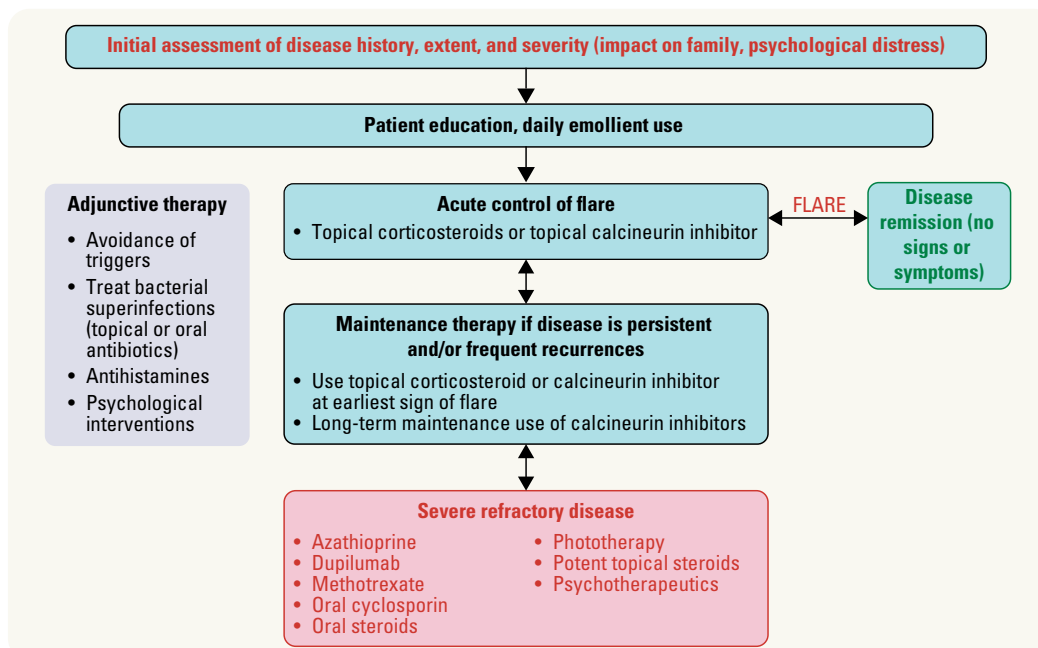 Initial assessment of disease history, extent, and severity (impact on family, psychological distress)
Patient education, daily emollient use
Adjunctive therapy
• Avoidance of
triggers
• Treat bacterial
superinfections
(topical or oral
antibiotics)
• Antihistamines
• Psychological
interventions
Acute control of flare
• Topical corticosteroids or topical calcineurin inhibitor
FLARE
Disease
remission (no
signs or
symptoms)
Maintenance therapy if disease is persistent
and/or frequent recurrences
• Use topical corticosteroid or calcineurin inhibitor
at earliest sign of flare
• Long-term maintenance use of calcineurin inhibitors
Severe refractory disease
• Azathioprine
• Dupilumab
• Methotrexate
• Oral cyclosporin
• Oral steroids
• Phototherapy
• Potent topical steroids
• Psychotherapeutics